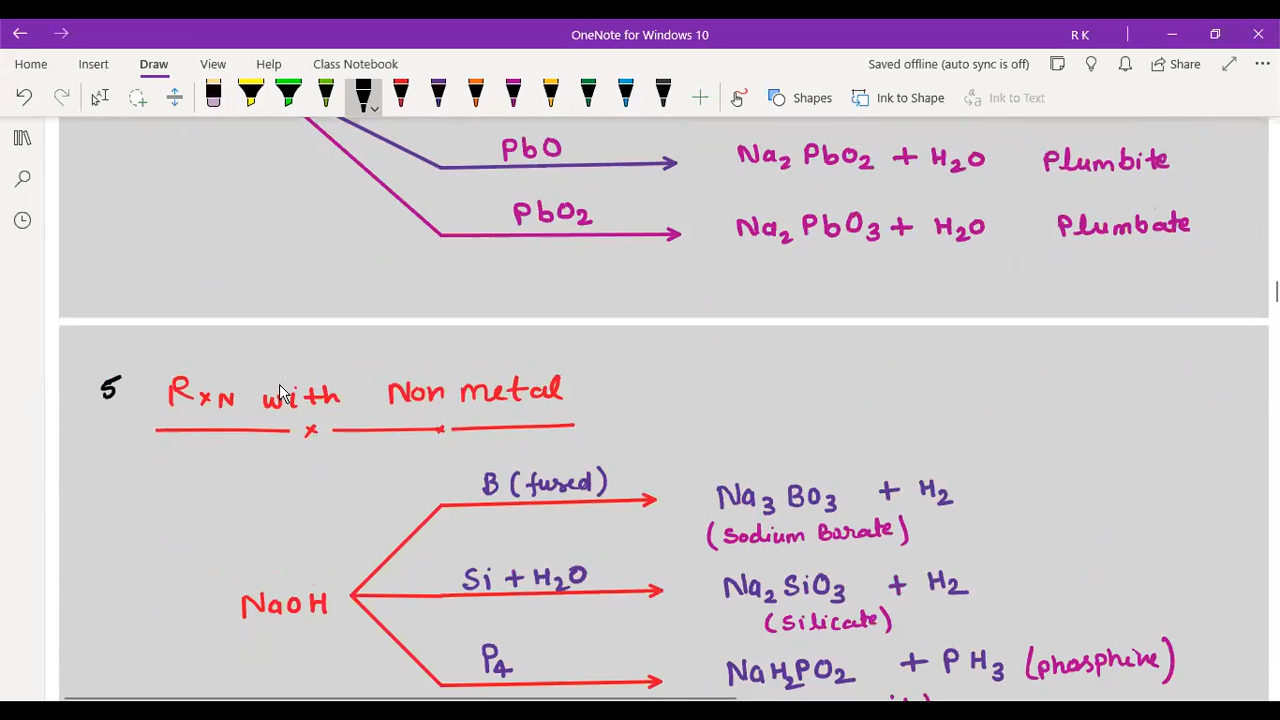 OneNote for Windows 10
R K
Home Insert Draw View Help Class Notebook
Saved offline (auto sync is off)
Share
Shapes
Ink to Shape
Ink to Text
PbO Na2 PbO2 + H2O Plumbite
PbO2 Na2 PbO3 + H2O Plumbate
5 RxN with Non metal
B (fused) Na3 BO3 + H2
(Sodium Borate)
Si + H2O Na2 SiO3 + H2
(Silicate)
NaOH
P4 NaH2PO2 + PH3 (phosphine)